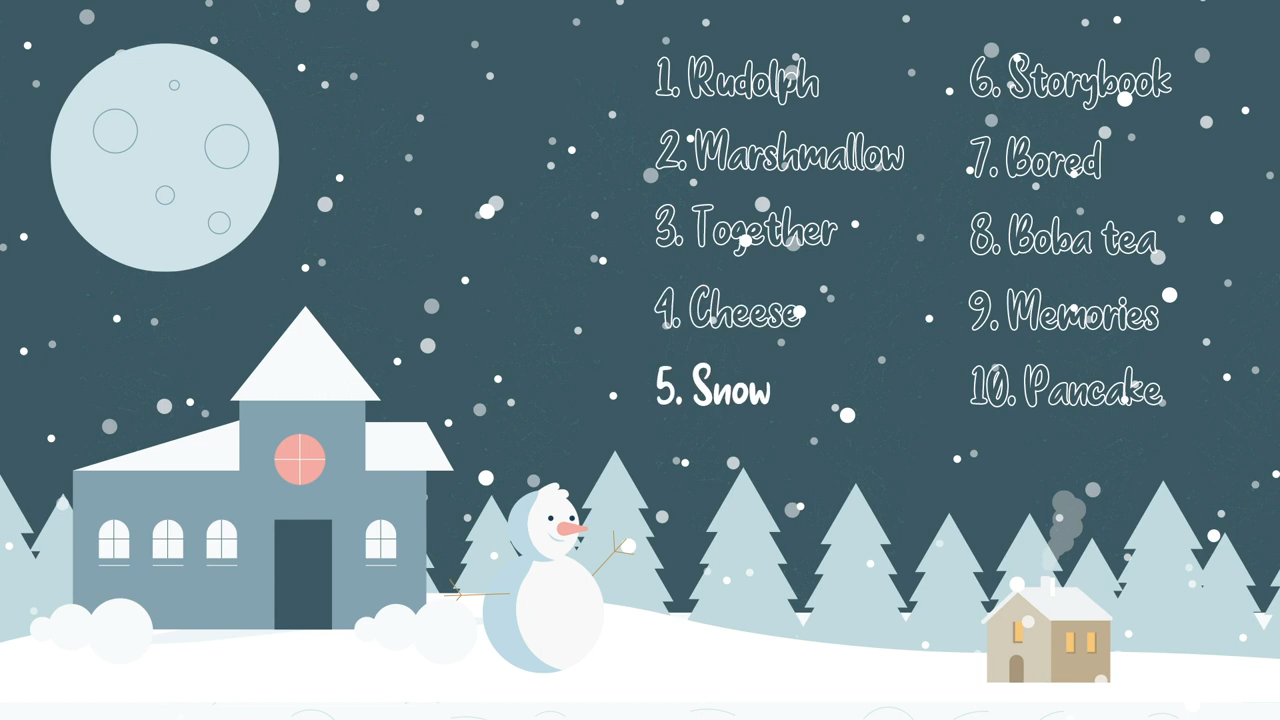 1. Rudolph
2. Marshmallow
3. Together
4. Cheese
5. Snow
6. Storybook
7. Bored
8. Boba tea
9. Memories
10. Pancake